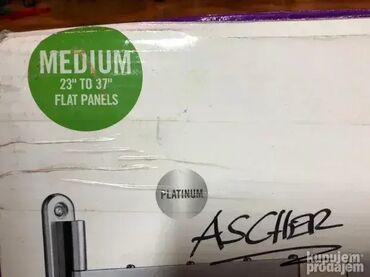 MEDIUM
23" TO 37"
FLAT PANELS
PLATINUM
ASCHER
kupujem
prodajem